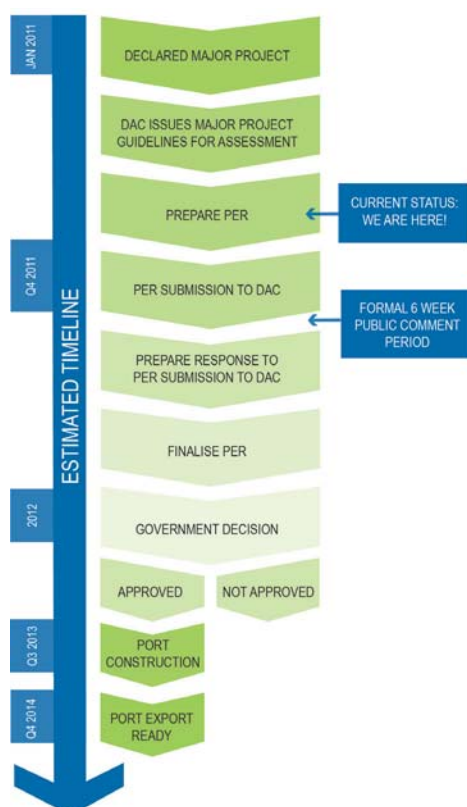 JAN 2011
DECLARED MAJOR PROJECT
DAC ISSUES MAJOR PROJECT
GUIDELINES FOR ASSESSMENT
PREPARE PER
CURRENT STATUS:
WE ARE HERE!
Q4 2011
PER SUBMISSION TO DAC
FORMAL 6 WEEK
PUBLIC COMMENT
PERIOD
PREPARE RESPONSE TO
PER SUBMISSION TO DAC
ESTIMATED TIMELINE
FINALISE PER
2012
GOVERNMENT DECISION
APPROVED
NOT APPROVED
Q3 2013
PORT
CONSTRUCTION
Q4 2014
PORT EXPORT
READY